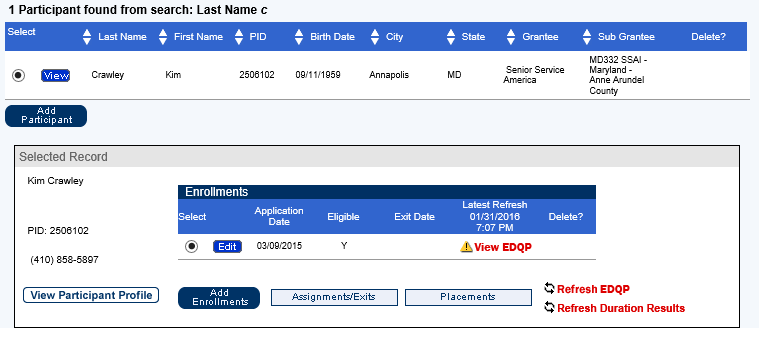 1 Participant found from search: Last Name c
Select Last Name First Name PID Birth Date City State Grantee Sub Grantee Delete?
View Crawley Kim 2506102 09/11/1959 Annapolis MD Senior Service America MD332 SSAI - Maryland - Anne Arundel County
Add Participant
Selected Record
Kim Crawley
PID: 2506102
(410) 858-5897
View Participant Profile
Enrollments
Select Application Date Eligible Exit Date Latest Refresh 01/31/2016 7:07 PM Delete?
Edit 03/09/2015 Y View EDQP
Add Enrollments Assignments/Exits Placements
Refresh EDQP
Refresh Duration Results